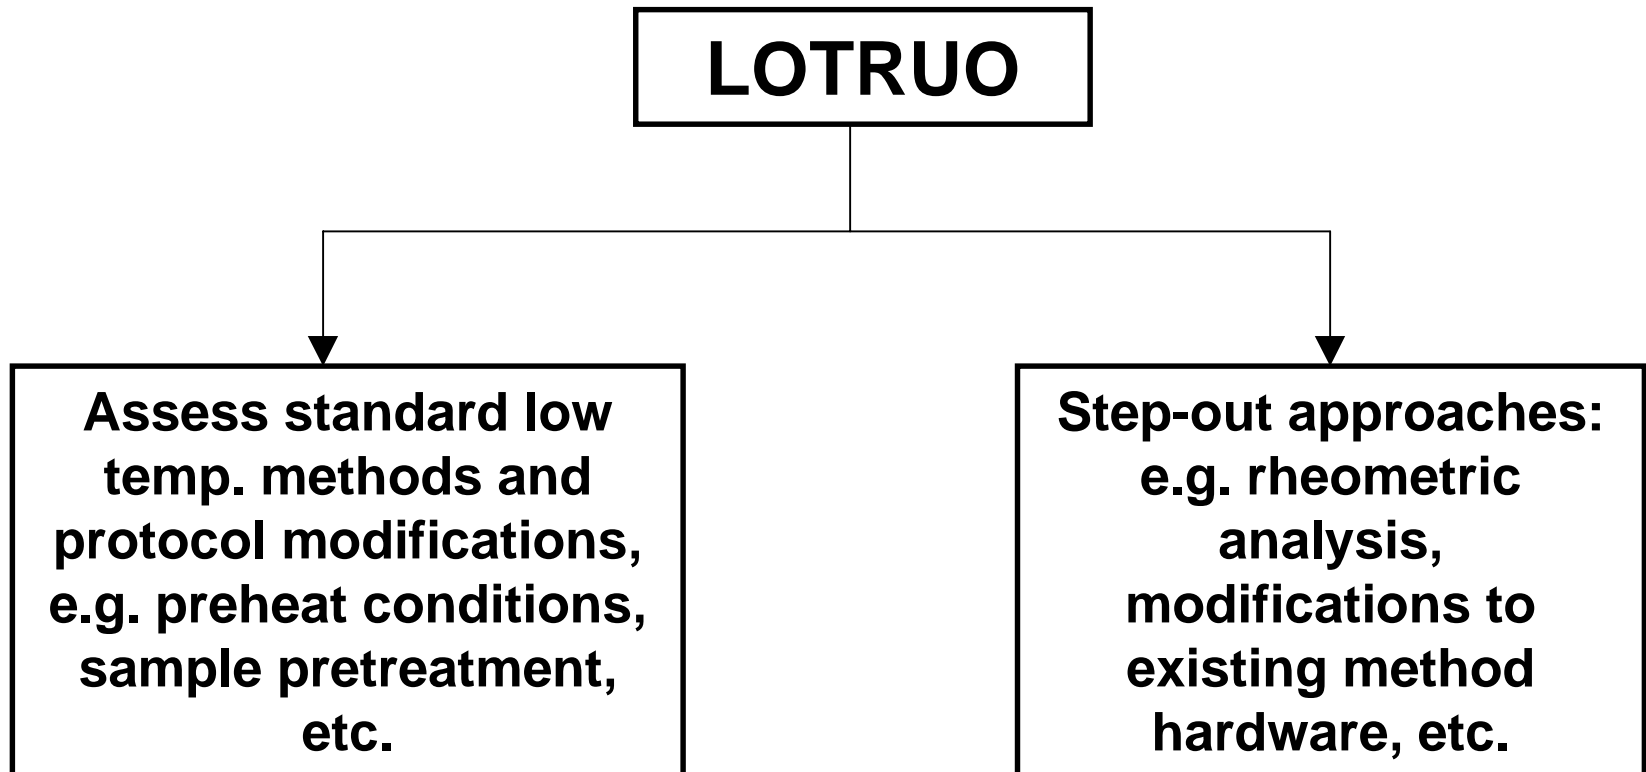 LOTRUO
Assess standard low
temp. methods and
protocol modifications,
e.g. preheat conditions,
sample pretreatment,
etc.
Step-out approaches:
e.g. rheometric
analysis,
modifications to
existing method
hardware, etc.